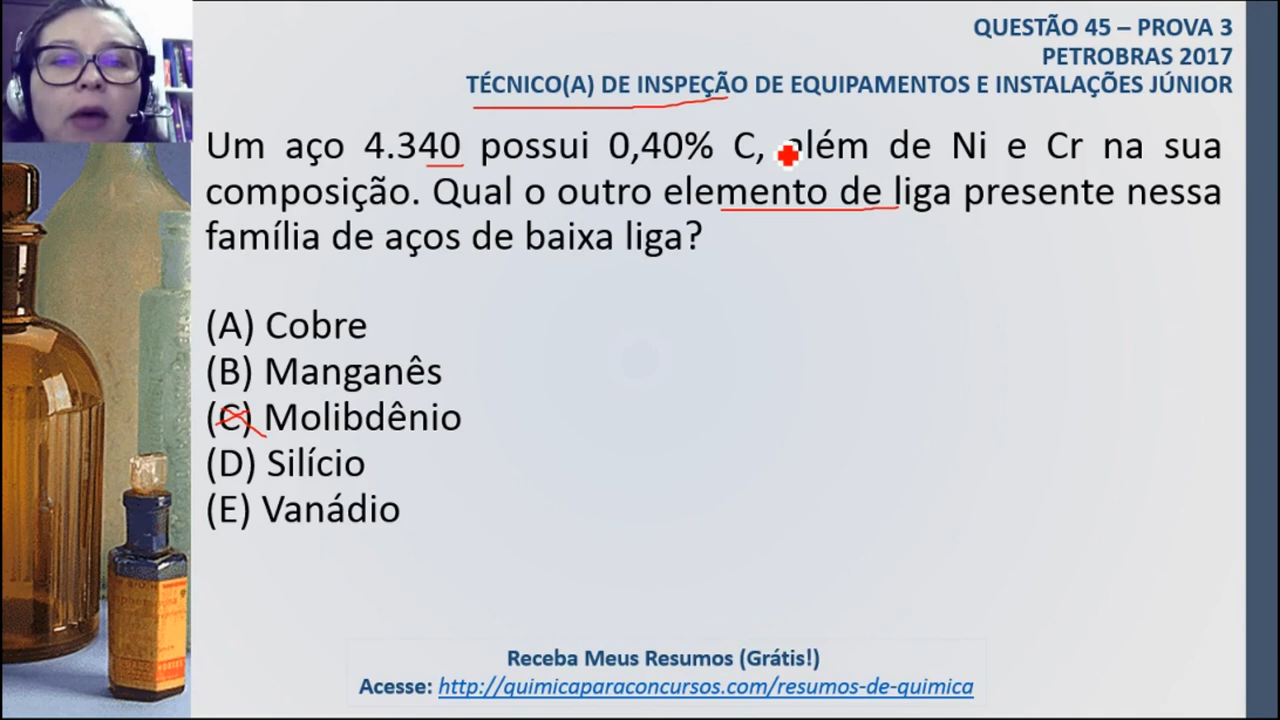 QUESTÃO 45 – PROVA 3
PETROBRAS 2017
TÉCNICO(A) DE INSPEÇÃO DE EQUIPAMENTOS E INSTALAÇÕES JÚNIOR
Um aço 4.340 possui 0,40% C, além de Ni e Cr na sua
composição. Qual o outro elemento de liga presente nessa
família de aços de baixa liga?
(A) Cobre
(B) Manganês
(C) Molibdênio
(D) Silício
(E) Vanádio
Receba Meus Resumos (Grátis!)
Acesse: http://quimicaparaconcursos.com/resumos-de-quimica